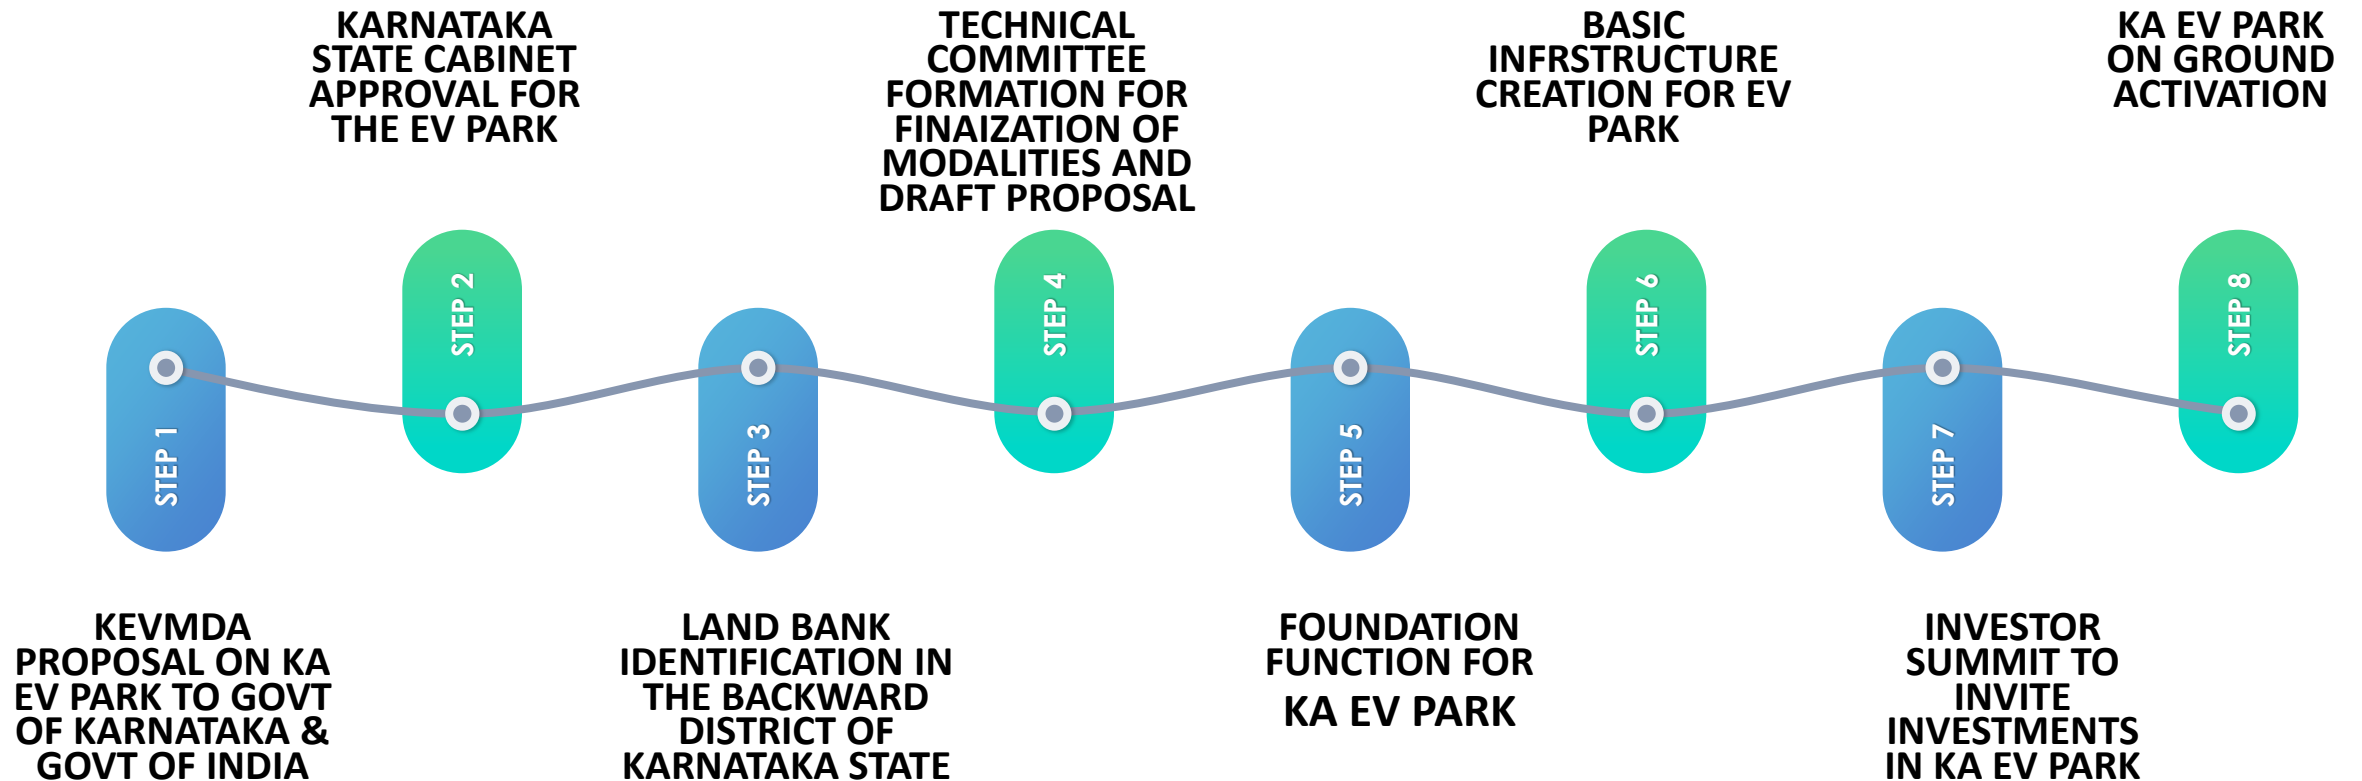 KEVMDA
PROPOSAL ON KA
EV PARK TO GOVT
OF KARNATAKA &
GOVT OF INDIA
STEP 1
KARNATAKA
STATE CABINET
APPROVAL FOR
THE EV PARK
STEP 2
LAND BANK
IDENTIFICATION IN
THE BACKWARD
DISTRICT OF
KARNATAKA STATE
STEP 3
TECHNICAL
COMMITTEE
FORMATION FOR
FINAIZATION OF
MODALITIES AND
DRAFT PROPOSAL
STEP 4
FOUNDATION
FUNCTION FOR
KA EV PARK
STEP 5
BASIC
INFRSTRUCTURE
CREATION FOR EV
PARK
STEP 6
INVESTOR
SUMMIT TO
INVITE
INVESTMENTS
IN KA EV PARK
STEP 7
KA EV PARK
ON GROUND
ACTIVATION
STEP 8